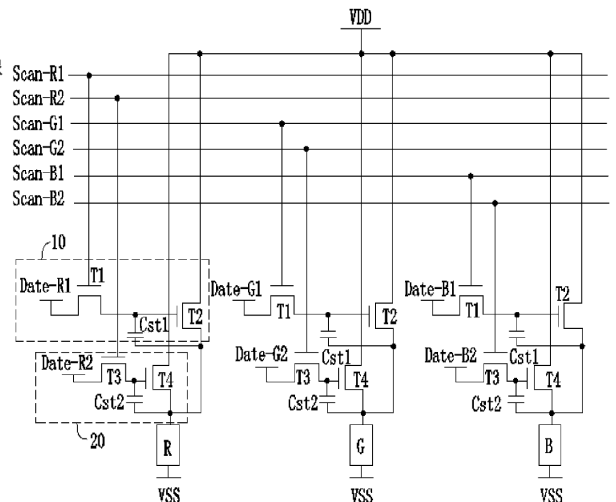 VDD
Scan-R1
Scan-R2
Scan-G1
Scan-G2
Scan-B1
Scan-B2
10
Date-R1
T1
Cst1
T2
Date-G1
T1
Cst1
T2
Date-B1
T1
Cst1
T2
Date-R2
T3
Cst2
T4
Date-G2
T3
Cst2
T4
Date-B2
T3
Cst2
T4
20
R
G
B
VSS
VSS
VSS